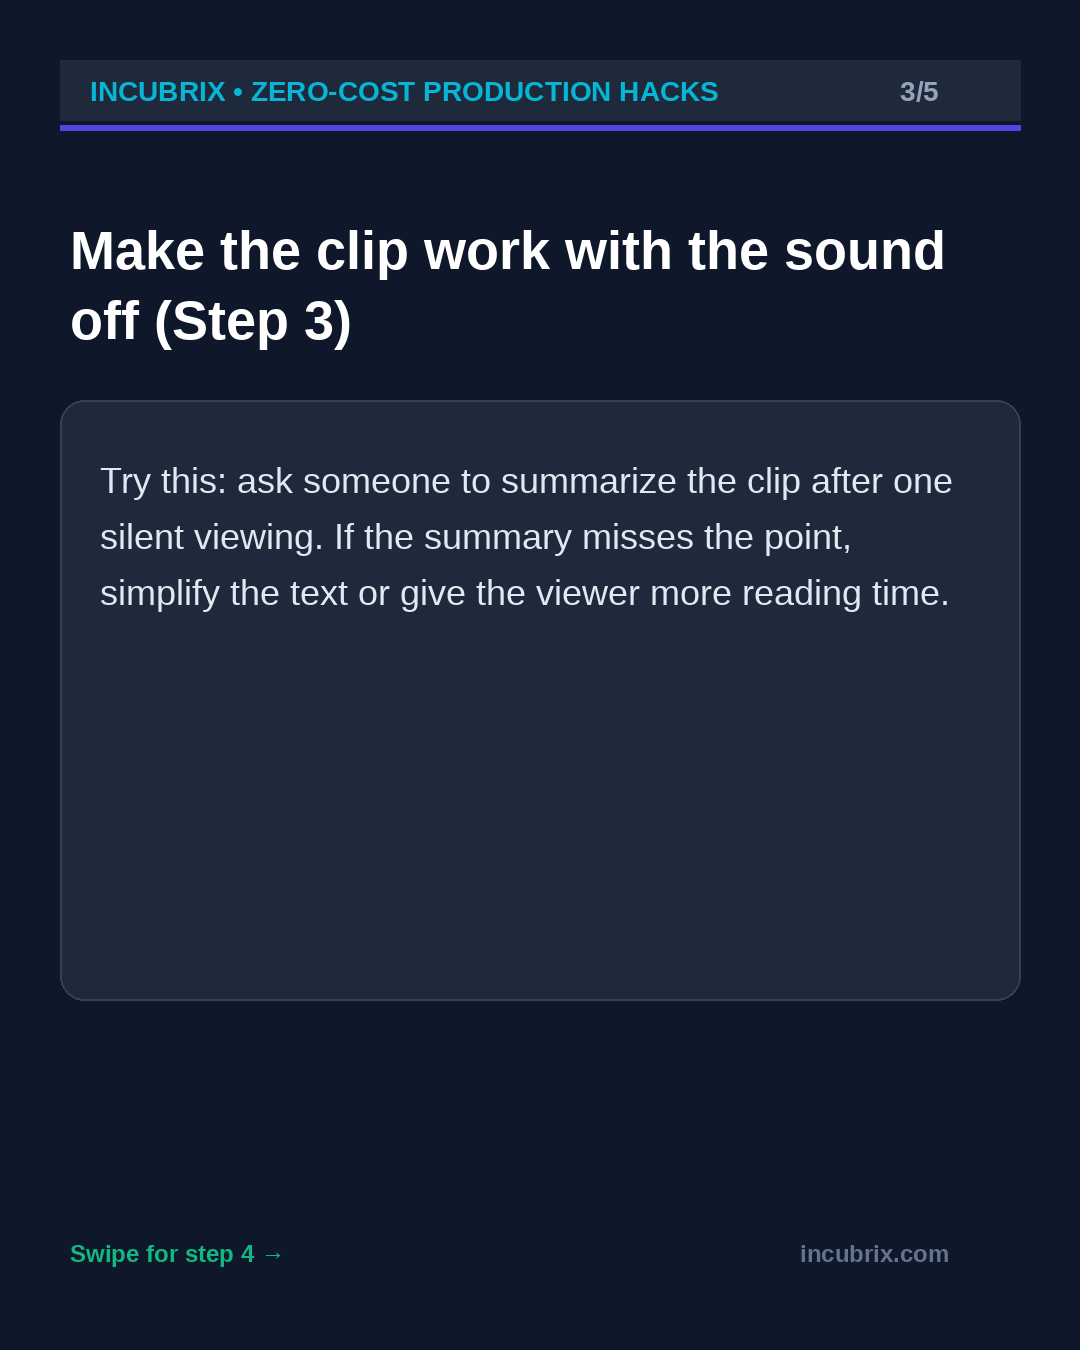 INCUBRIX • ZERO-COST PRODUCTION HACKS 3/5
Make the clip work with the sound
off (Step 3)
Try this: ask someone to summarize the clip after one
silent viewing. If the summary misses the point,
simplify the text or give the viewer more reading time.
Swipe for step 4 → incubrix.com